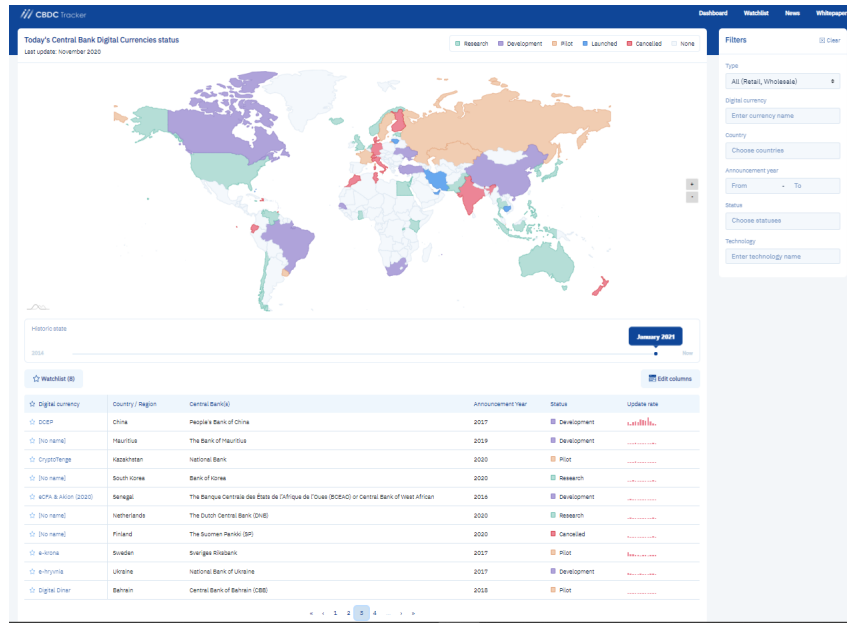 CBDC Tracker
Dashboard Watchlist News Whitepaper
Today's Central Bank Digital Currencies status
Last update: November 2020
Research Development Pilot Launched Cancelled None
Filters
Clear
Type
All (Retail, Wholesale)
Digital currency
Enter currency name
Country
Choose countries
Announcement year
From - To
Status
Choose statuses
Technology
Enter technology name
+
-
Historic state
January 2021
2014
Now
Watchlist (8)
Edit columns
Digital currency Country / Region Central Bank(s) Announcement Year Status Update rate
DCEP China People's Bank of China 2017 Development
[No name] Mauritius The Bank of Mauritius 2019 Development
CryptoTenge Kazakhstan National Bank 2020 Pilot
[No name] South Korea Bank of Korea 2020 Research
eCFA & Akion (2020) Senegal The Banque Centrale des États de l'Afrique de l'Oues (BCEAO) or Central Bank of West African 2016 Development
[No name] Netherlands The Dutch Central Bank (DNB) 2020 Research
[No name] Finland The Suomen Pankki (SP) 2020 Cancelled
e-krona Sweden Sveriges Riksbank 2017 Pilot
e-hryvnia Ukraine National Bank of Ukraine 2017 Development
Digital Diner Bahrain Central Bank of Bahrain (CBB) 2018 Pilot
« ‹ 1 2 3 4 ... › »